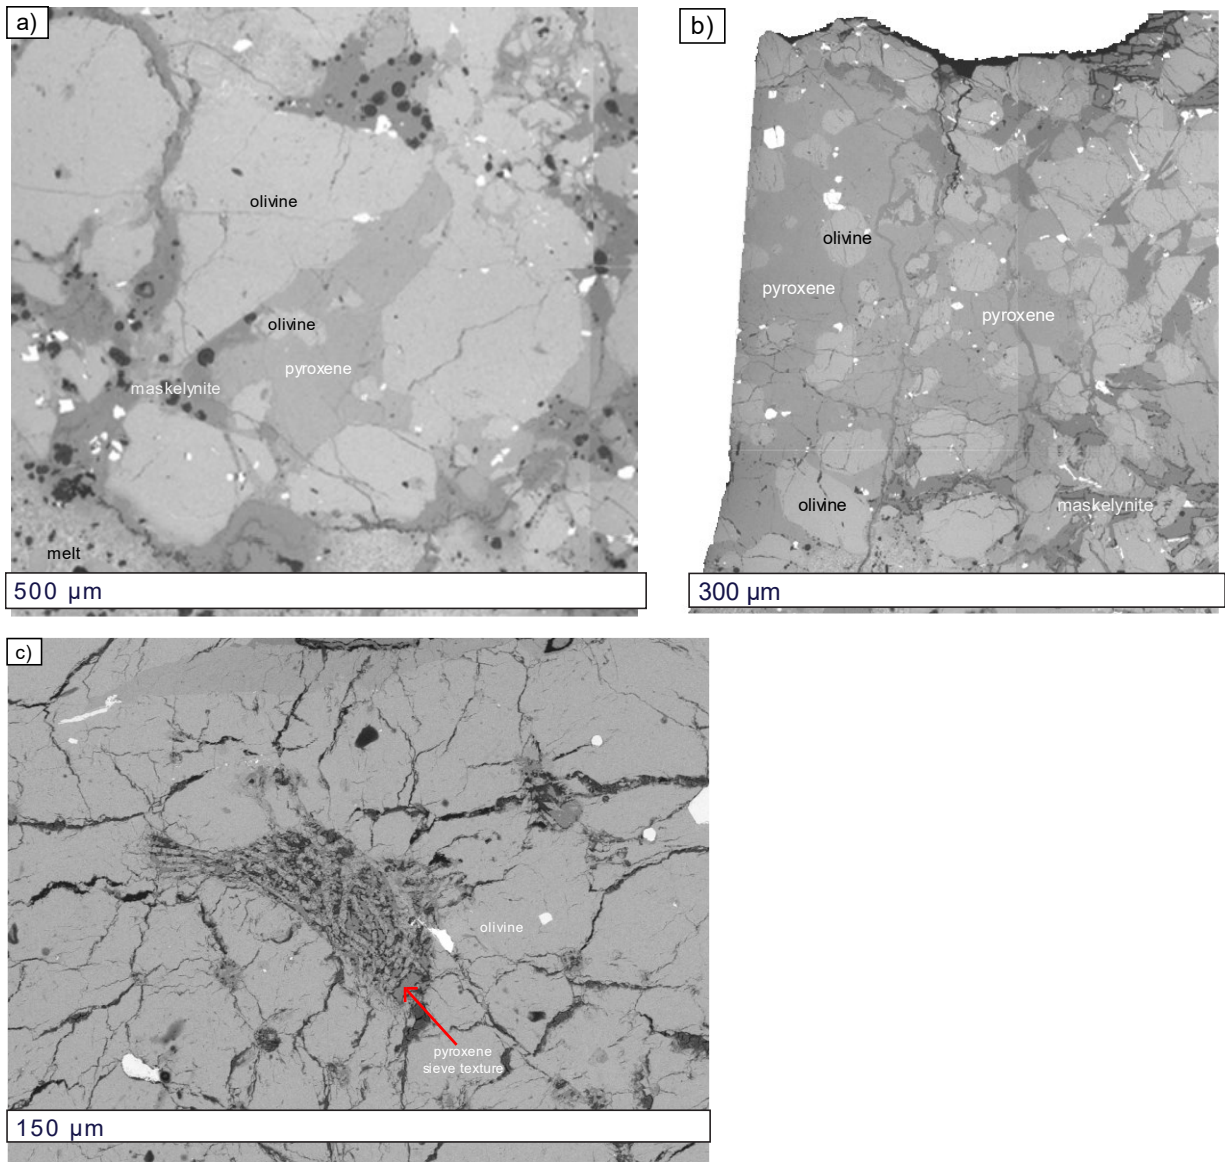 a)
olivine
olivine
pyroxene
maskelynite
melt
500 µm
b)
olivine
pyroxene
pyroxene
olivine
maskelynite
300 µm
c)
olivine
pyroxene
sieve texture
150 µm